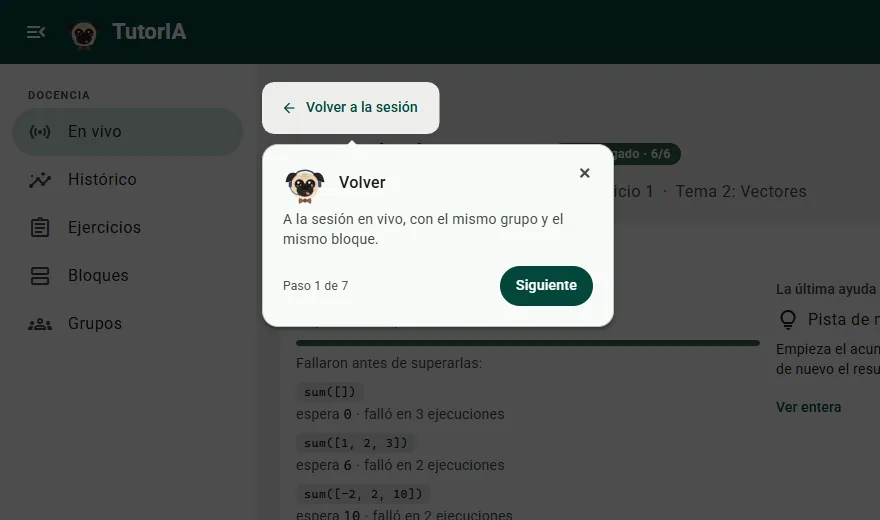 TutorIA
DOCENCIA
En vivo
Histórico
Ejercicios
Bloques
Grupos
Volver a la sesión
gado · 6/6
icio 1 · Tema 2: Vectores
Volver
A la sesión en vivo, con el mismo grupo y el
mismo bloque.
Paso 1 de 7
Siguiente
Fallaron antes de superarlas:
sum([])
espera 0 · falló en 3 ejecuciones
sum([1, 2, 3])
espera 6 · falló en 2 ejecuciones
sum([-2, 2, 10])
espera 10 · falló en 2 ejecuciones
La última ayuda
Pista de
Empieza el acun
de nuevo el resu
Ver entera